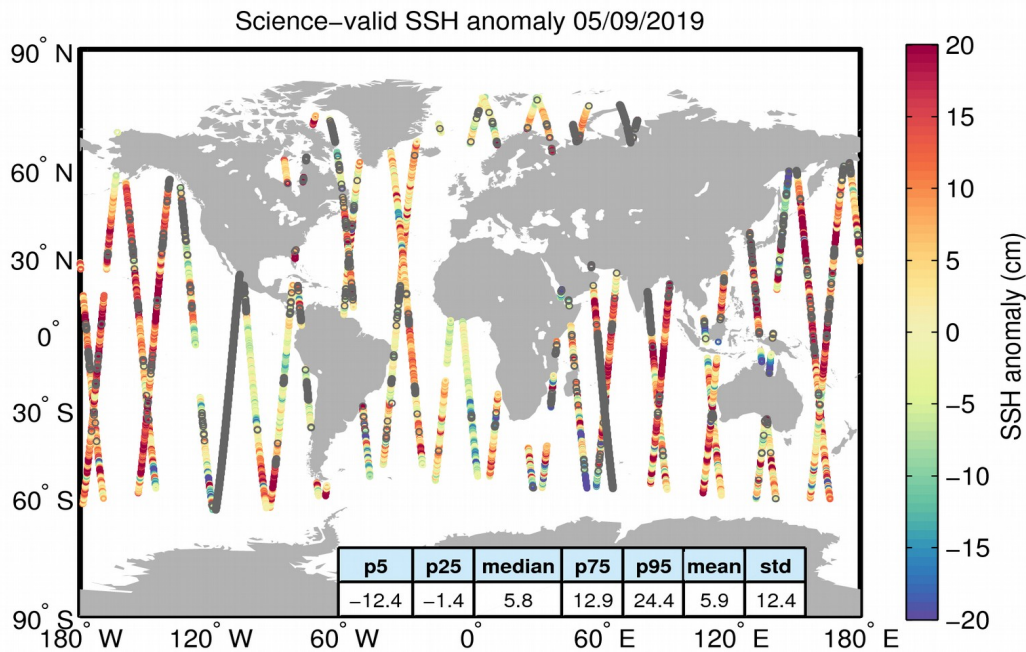 Science−valid SSH anomaly 05/09/2019
90° N
60° N
30° N
0°
30° S
60° S
90° S
180° W
120° W
60° W
0°
60° E
120° E
180° E
p5 p25 median p75 p95 mean std
−12.4 −1.4 5.8 12.9 24.4 5.9 12.4
20
15
10
5
0
−5
−10
−15
−20
SSH anomaly (cm)